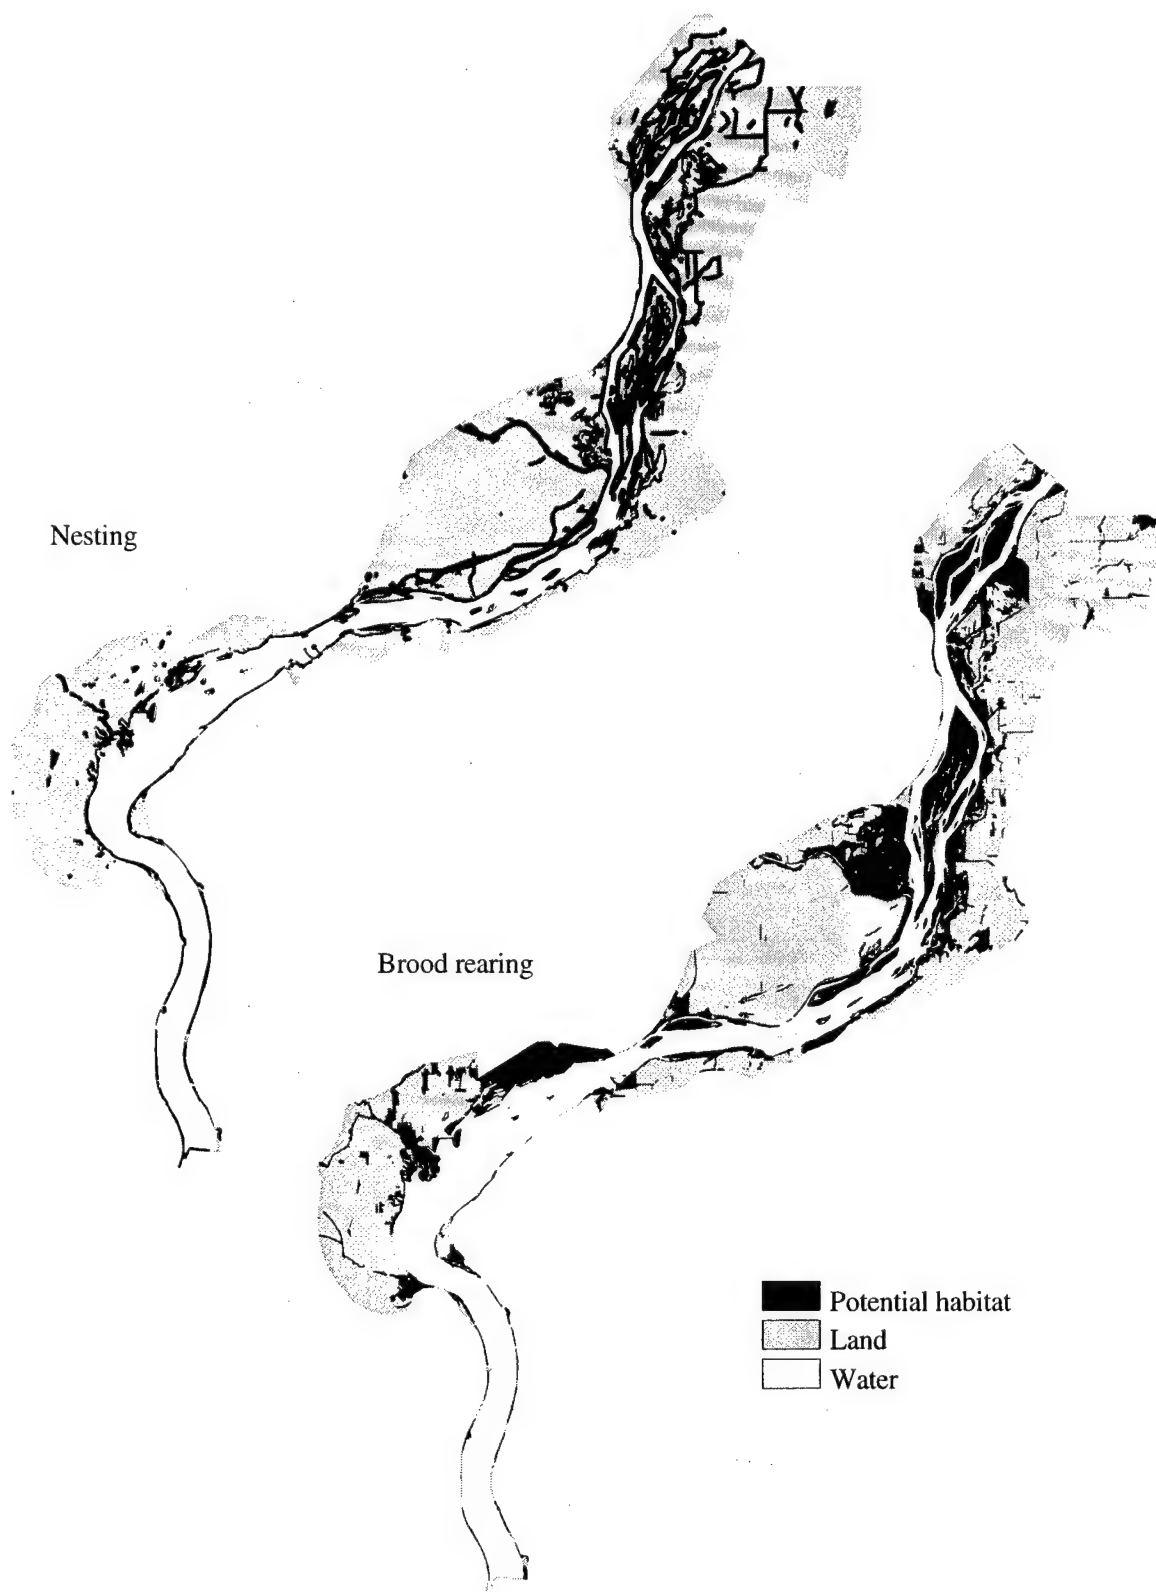 Nesting
Brood rearing
Potential habitat
Land
Water